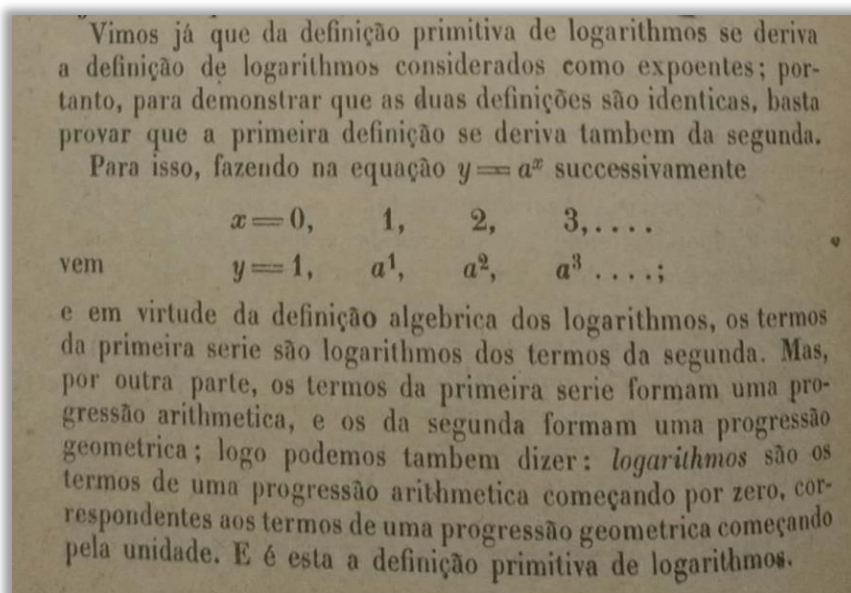 Vimos já que da definição primitiva de logarithmos se deriva
a definição de logarithmos considerados como expoentes; por-
tanto, para demonstrar que as duas definições são identicas, basta
provar que a primeira definição se deriva tambem da segunda.
Para isso, fazendo na equação y=aˣ successivamente
x=0, 1, 2, 3,....
vem y=1, a¹, a², a³ ....;
e em virtude da definição algebrica dos logarithmos, os termos
da primeira serie são logarithmos dos termos da segunda. Mas,
por outra parte, os termos da primeira serie formam uma pro-
gressão arithmetica, e os da segunda formam uma progressão
geometrica; logo podemos tambem dizer: logarithmos são os
termos de uma progressão arithmetica começando por zero, cor-
respondentes aos termos de uma progressão geometrica começando
pela unidade. E é esta a definição primitiva de logarithmos.